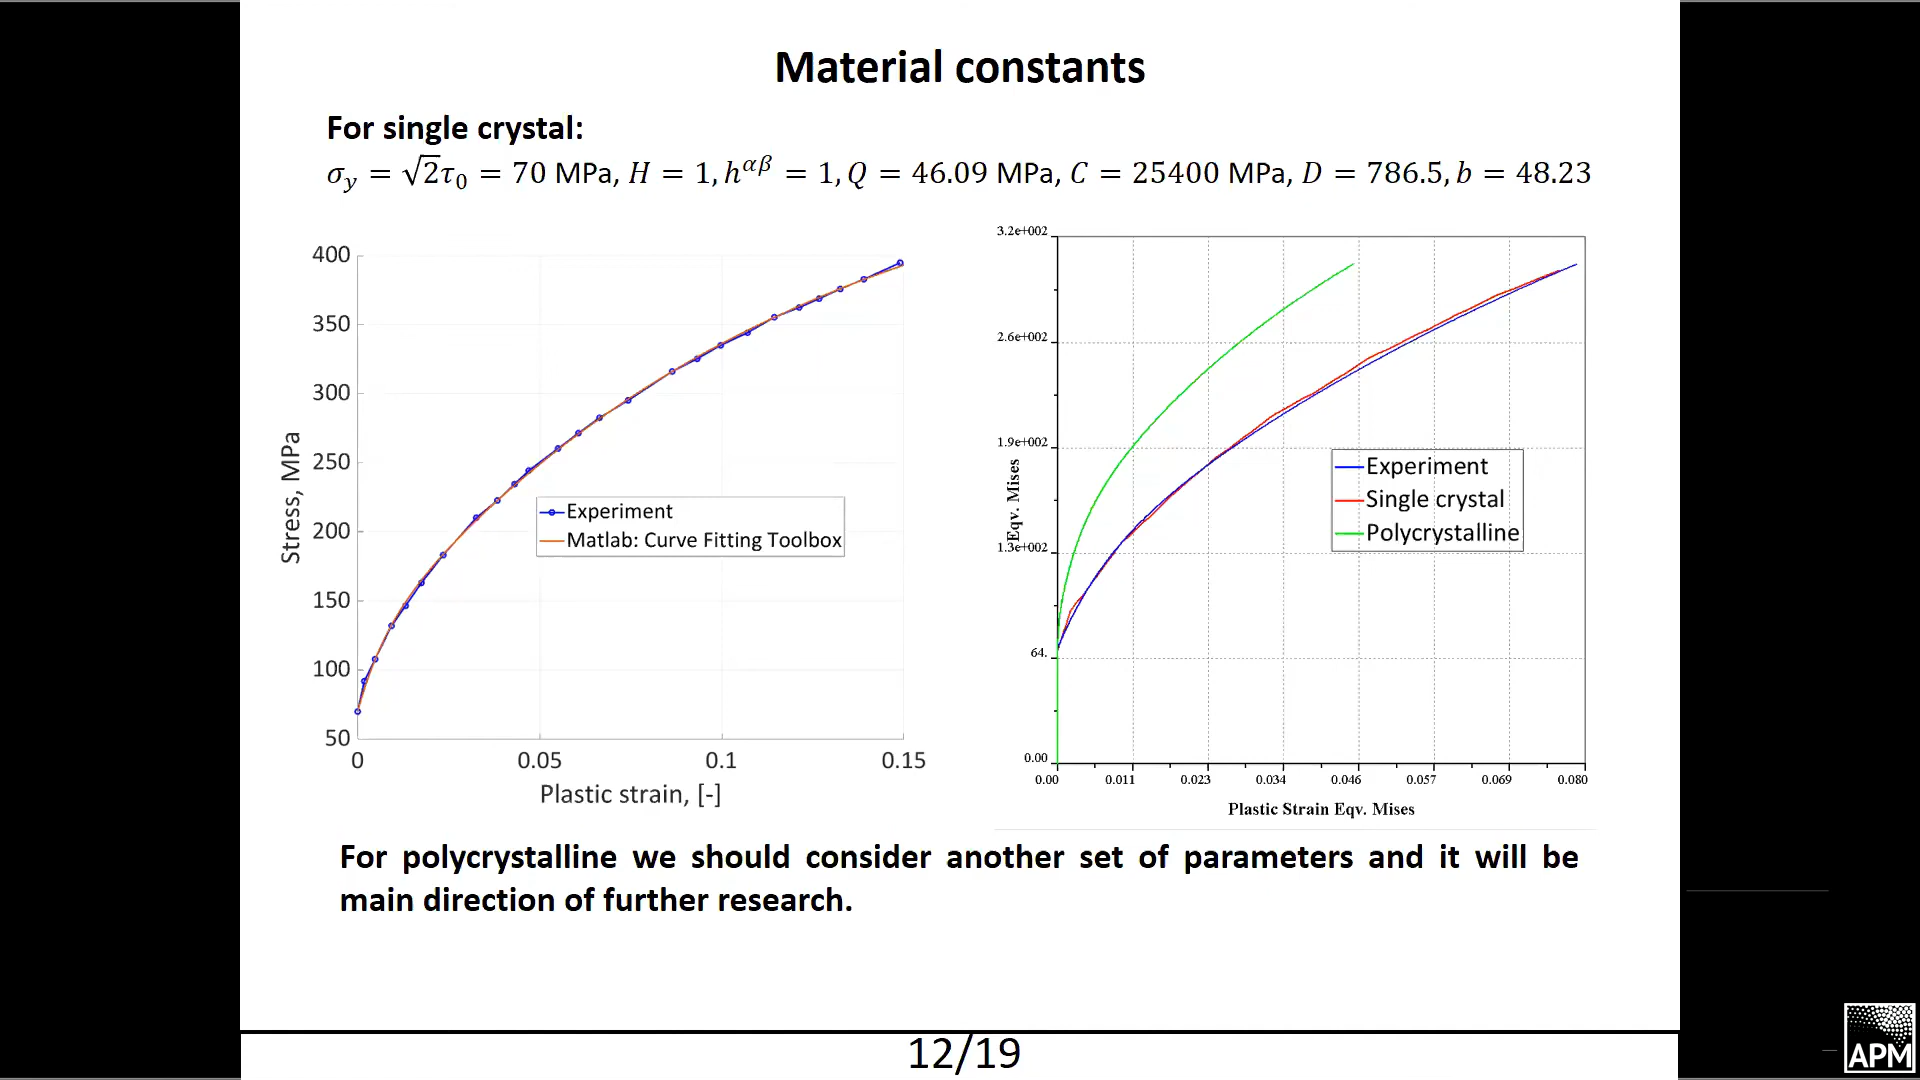 Material constants
For single crystal:
σy = √2τ0 = 70 MPa, H = 1, h^αβ = 1, Q = 46.09 MPa, C = 25400 MPa, D = 786.5, b = 48.23
400
350
300
250
200
150
100
50
Stress, MPa
0 0.05 0.1 0.15
Plastic strain, [-]
Experiment
Matlab: Curve Fitting Toolbox
3.2e+002
2.6e+002
1.9e+002
1.3e+002
64.
0.00
Eqv. Mises
0.00 0.011 0.023 0.034 0.046 0.057 0.069 0.080
Plastic Strain Eqv. Mises
Experiment
Single crystal
Polycrystalline
For polycrystalline we should consider another set of parameters and it will be
main direction of further research.
12/19
APM